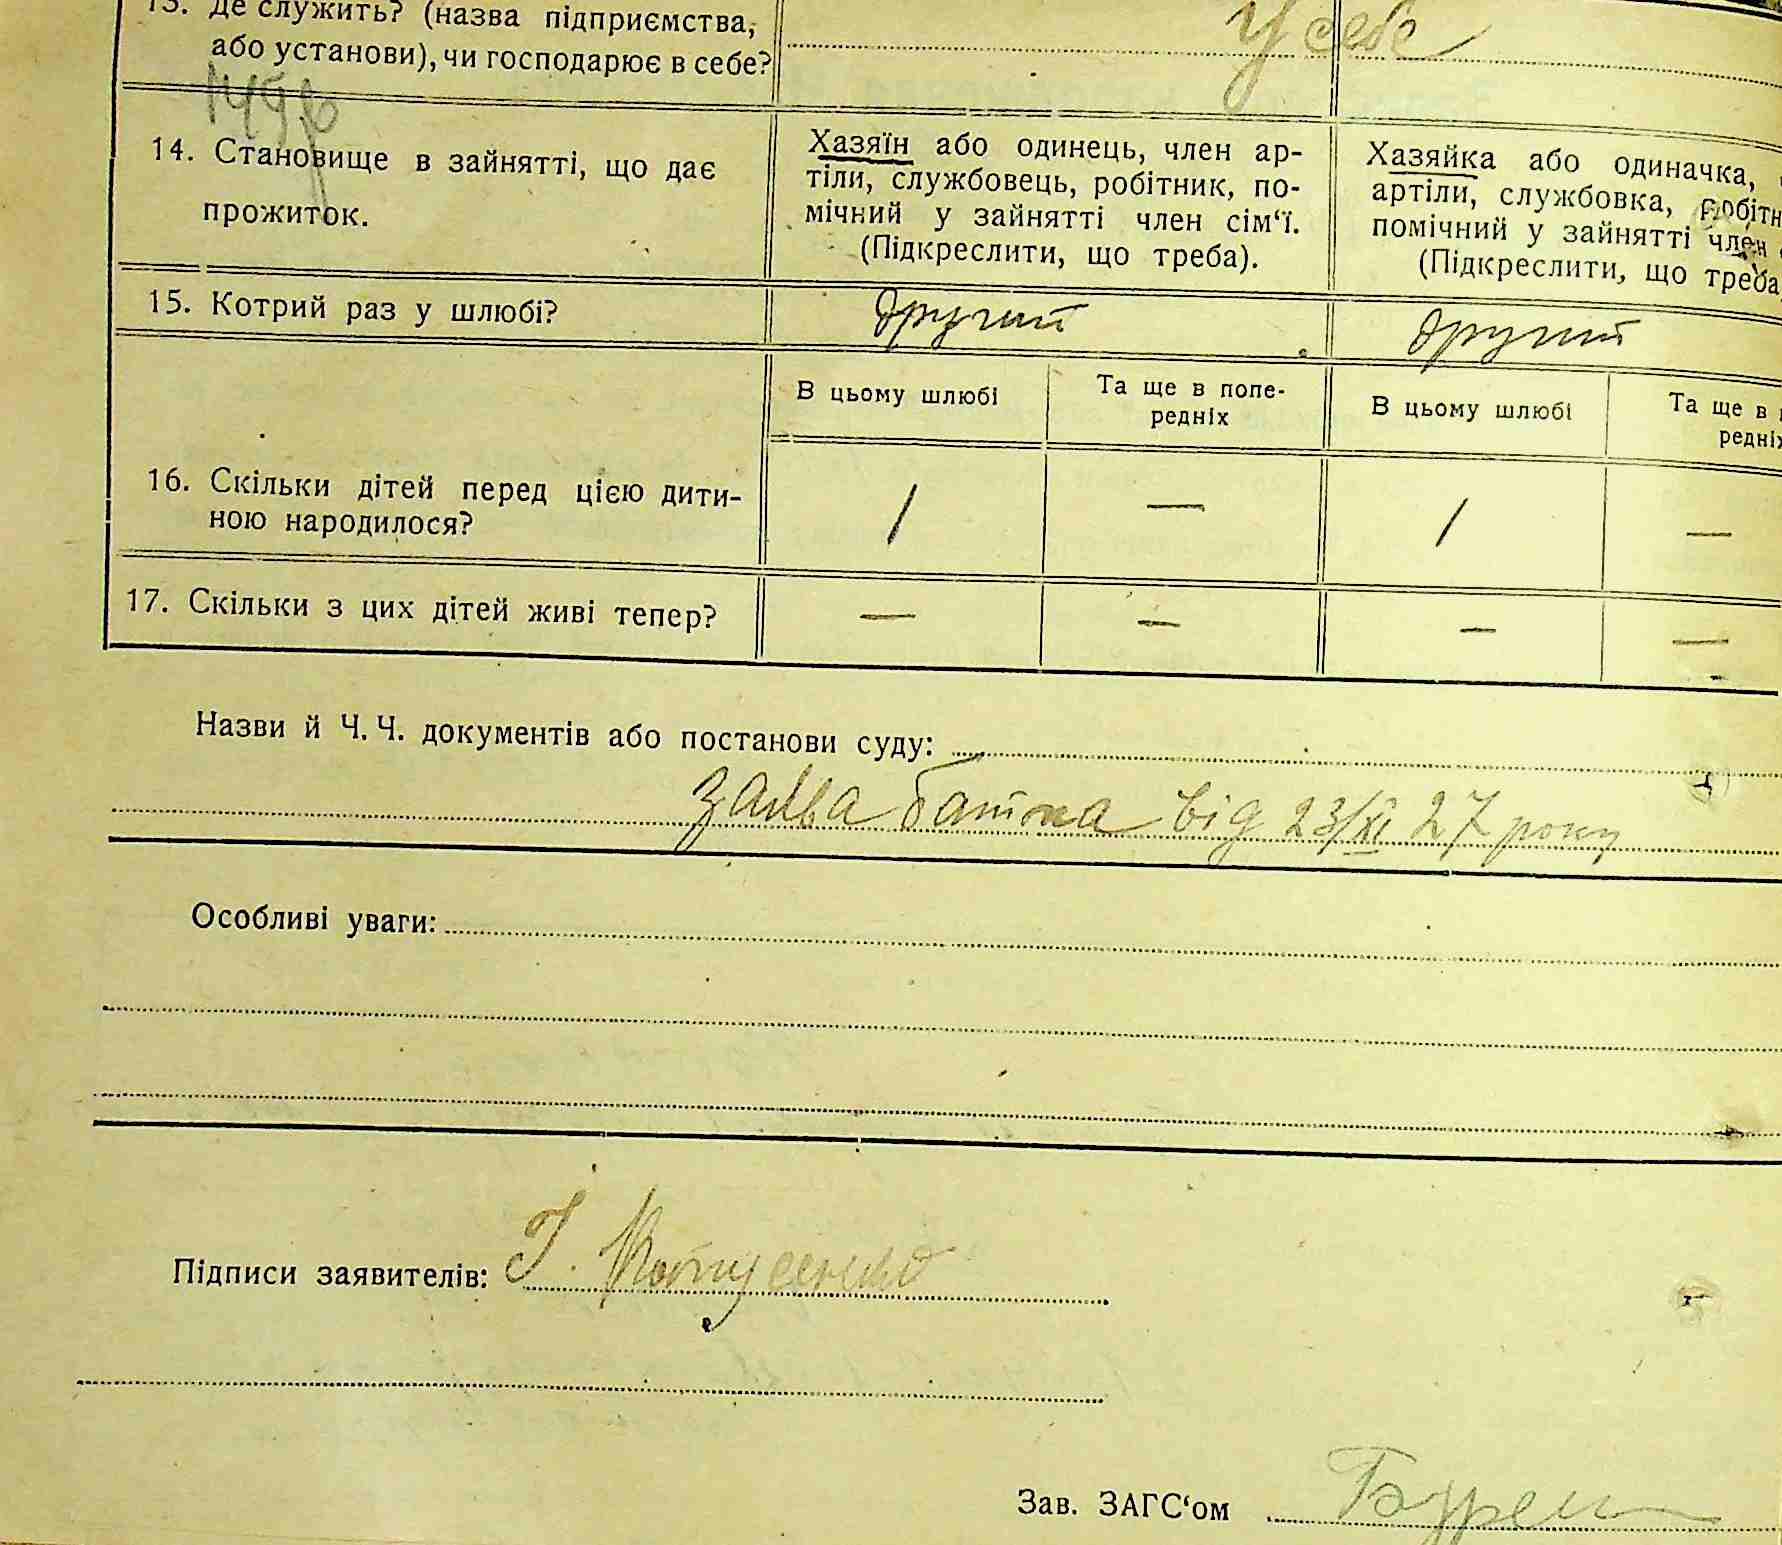 13. Де служить? (назва підприємства,
або установи), чи господарює в себе?
У себе
14. Становище в зайнятті, що дає
прожиток.
Хазяїн або одинець, член ар-
тіли, службовець, робітник, по-
мічний у зайнятті член сім‘ї.
(Підкреслити, що треба).
Хазяйка або одиначка,
артіли, службовка, робітн
помічний у зайнятті член
(Підкреслити, що треба
15. Котрий раз у шлюбі?
другий
другий
В цьому шлюбі
Та ще в попе-
редніх
В цьому шлюбі
Та ще в
редніх
16. Скільки дітей перед цією дити-
ною народилося?
1 — 1 —
17. Скільки з цих дітей живі тепер?
— — — —
Назви й Ч. Ч. документів або постанови суду:
заява батька від 23/XI 27 року
Особливі уваги:
Підписи заявителів:
Зав. ЗАГС‘ом